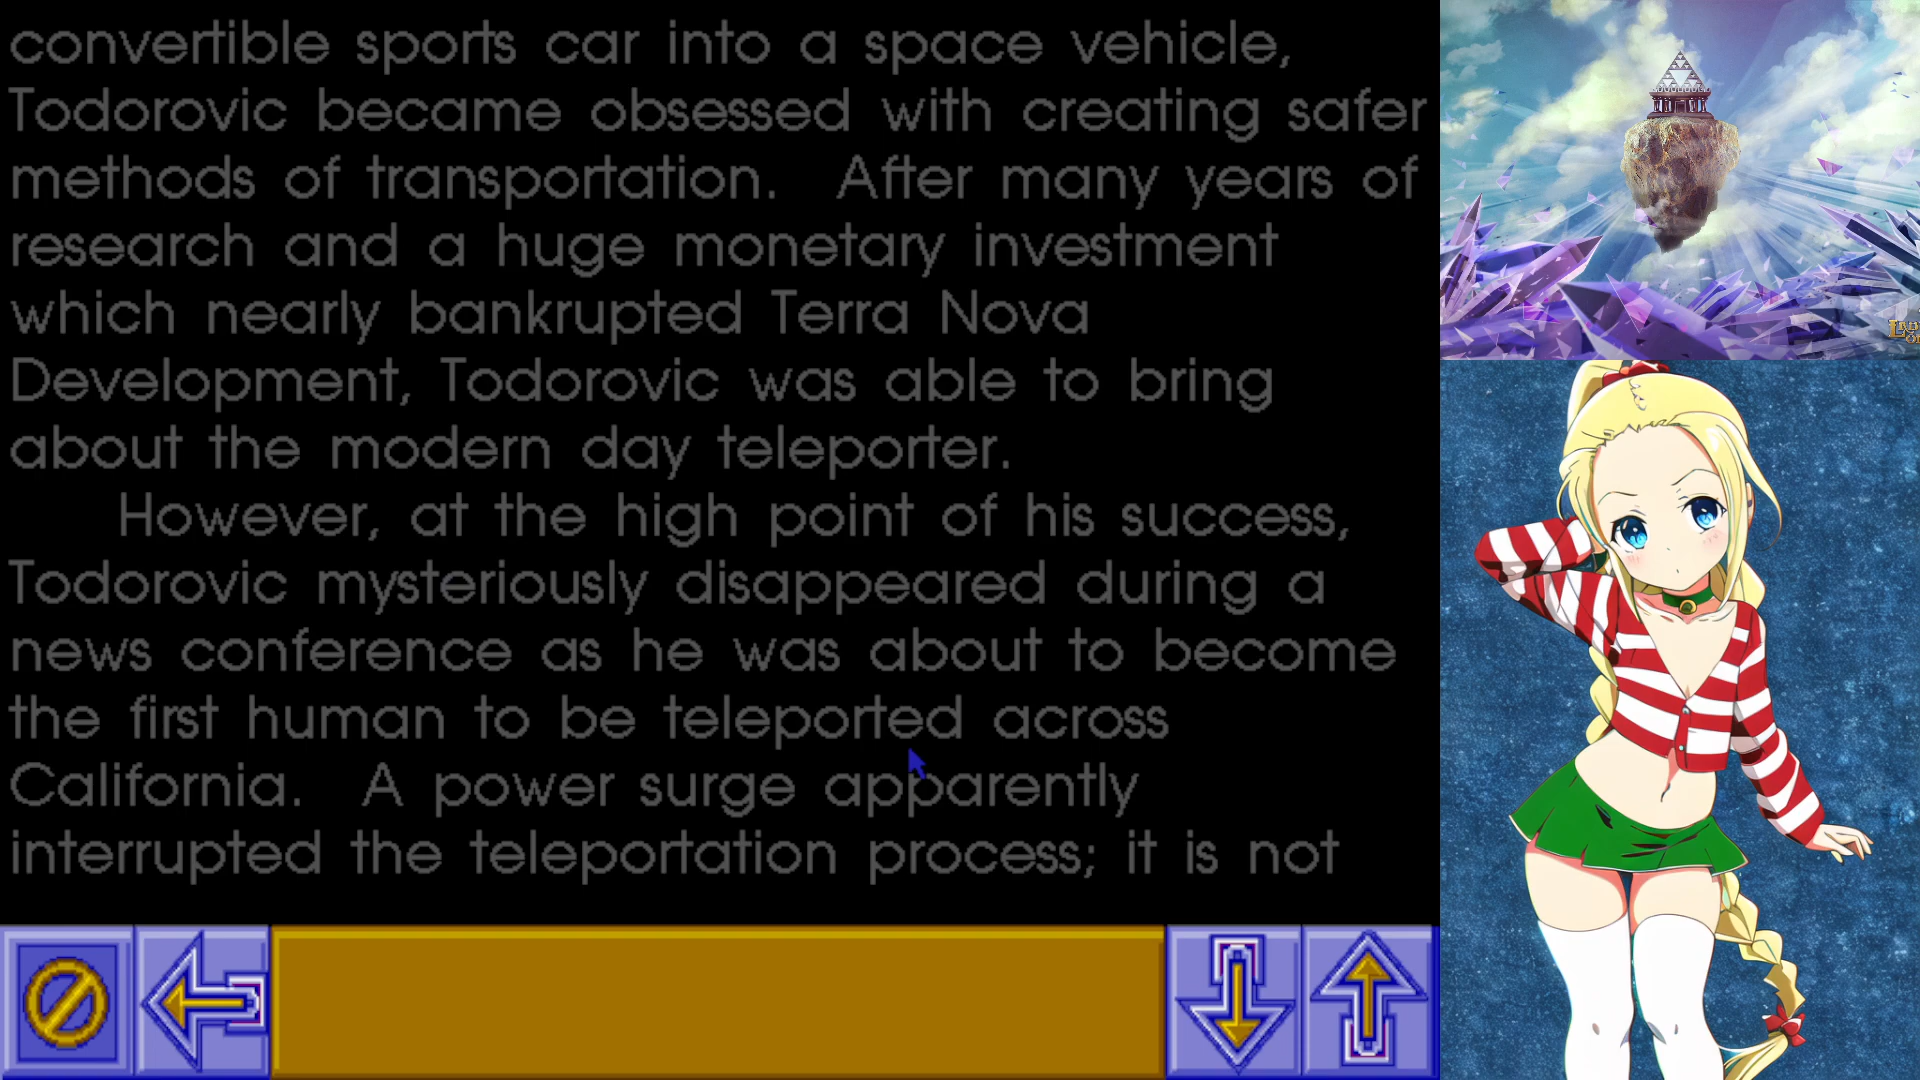 convertible sports car into a space vehicle,
Todorovic became obsessed with creating safer
methods of transportation. After many years of
research and a huge monetary investment
which nearly bankrupted Terra Nova
Development, Todorovic was able to bring
about the modern day teleporter.
However, at the high point of his success,
Todorovic mysteriously disappeared during a
news conference as he was about to become
the first human to be teleported across
California. A power surge apparently
interrupted the teleportation process; it is not